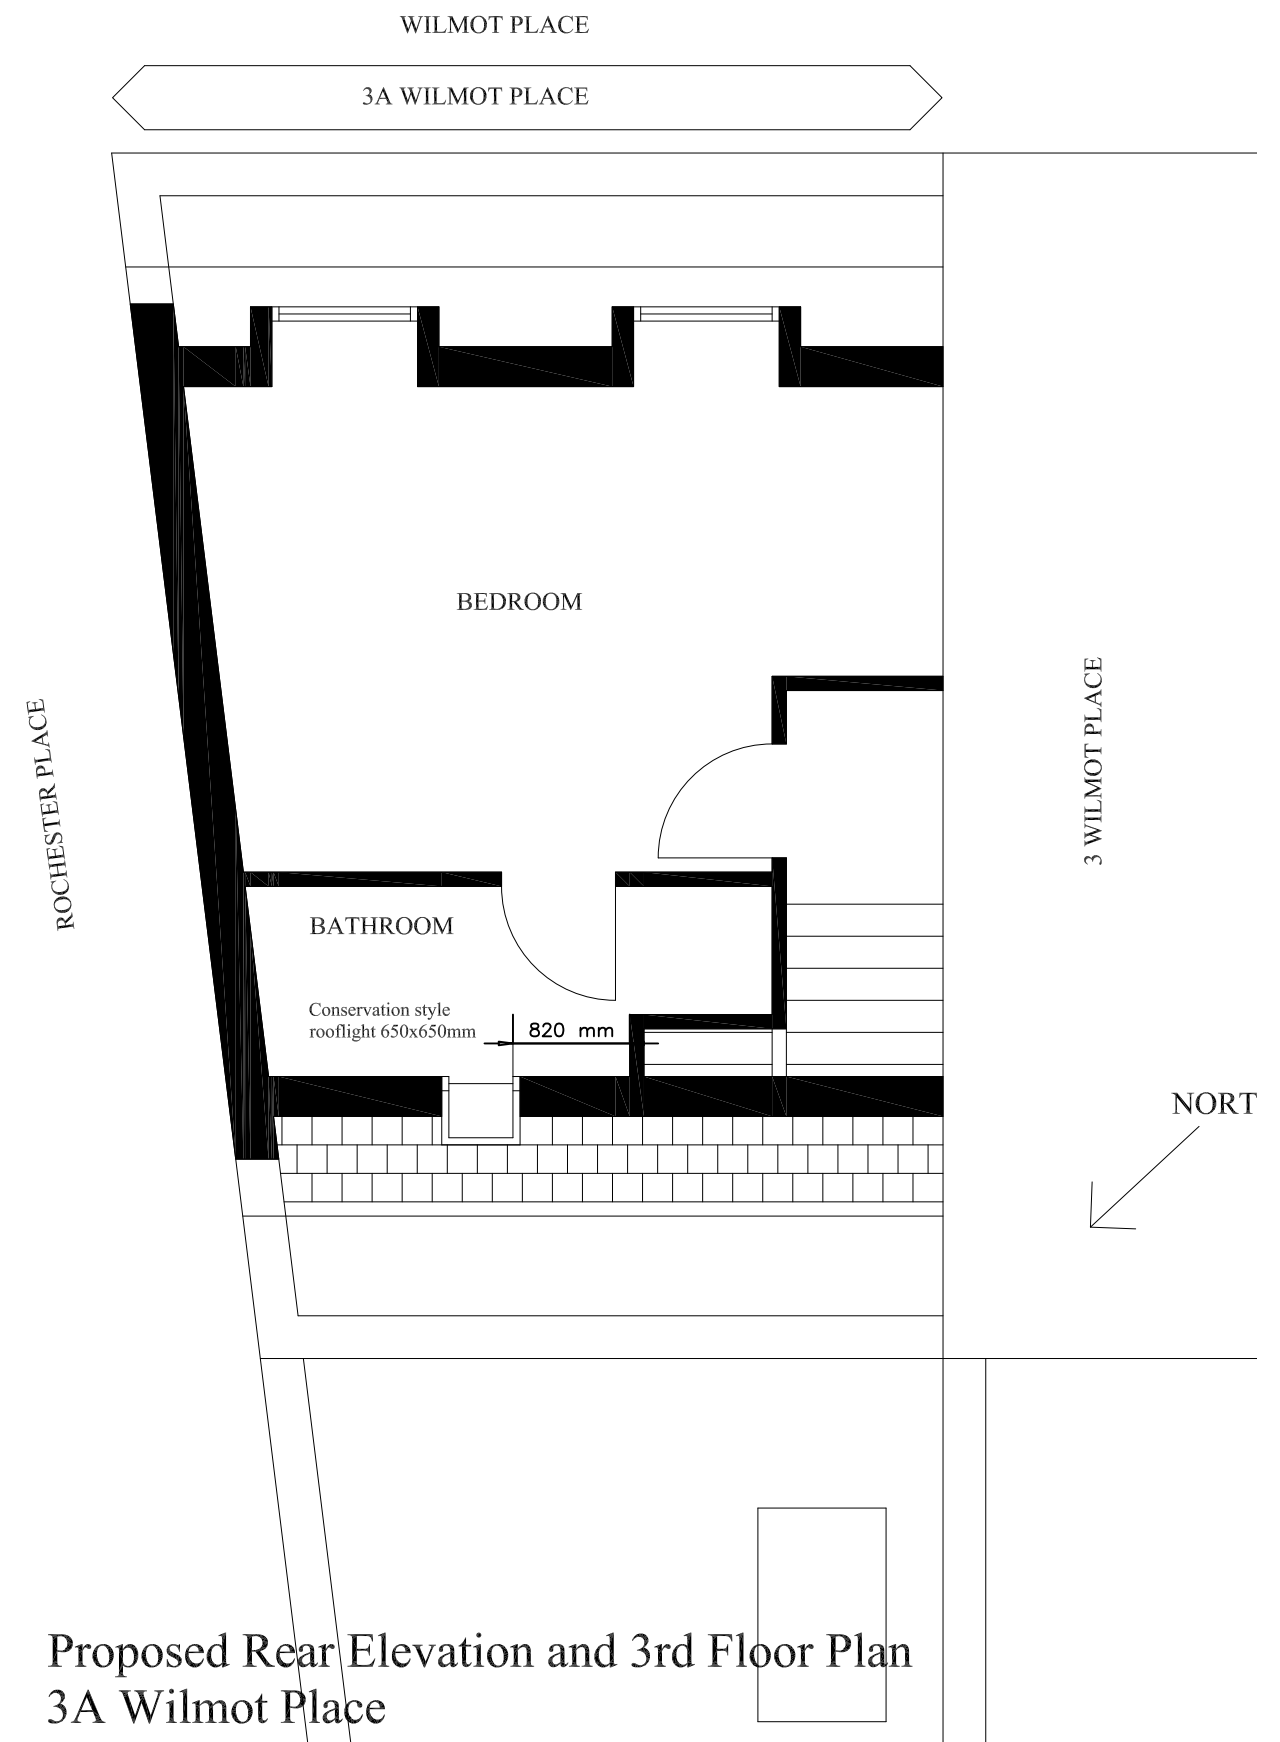 WILMOT PLACE
3A WILMOT PLACE
BEDROOM
3 WILMOT PLACE
ROCHESTER PLACE
BATHROOM
Conservation style
rooflight 650x650mm
820 mm
NORT
Proposed Rear Elevation and 3rd Floor Plan
3A Wilmot Place